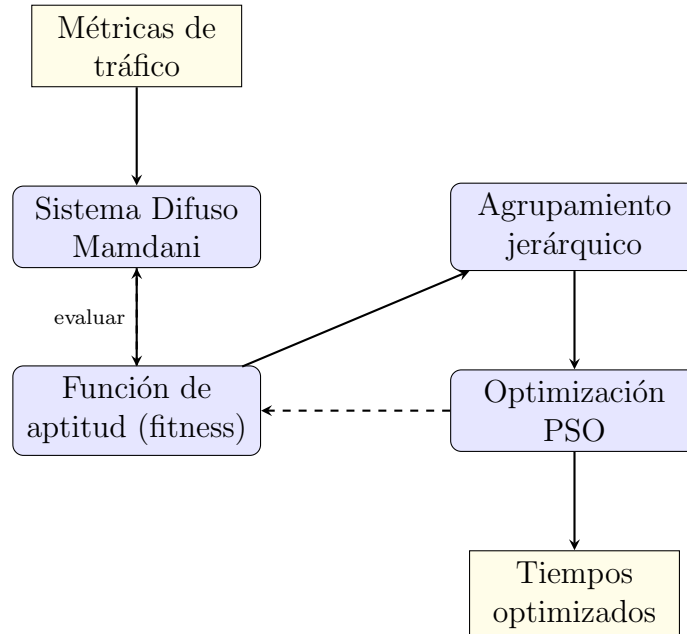 Métricas de
tráfico
Sistema Difuso
Mamdani
Agrupamiento
jerárquico
evaluar
Función de
aptitud (fitness)
Optimización
PSO
Tiempos
optimizados